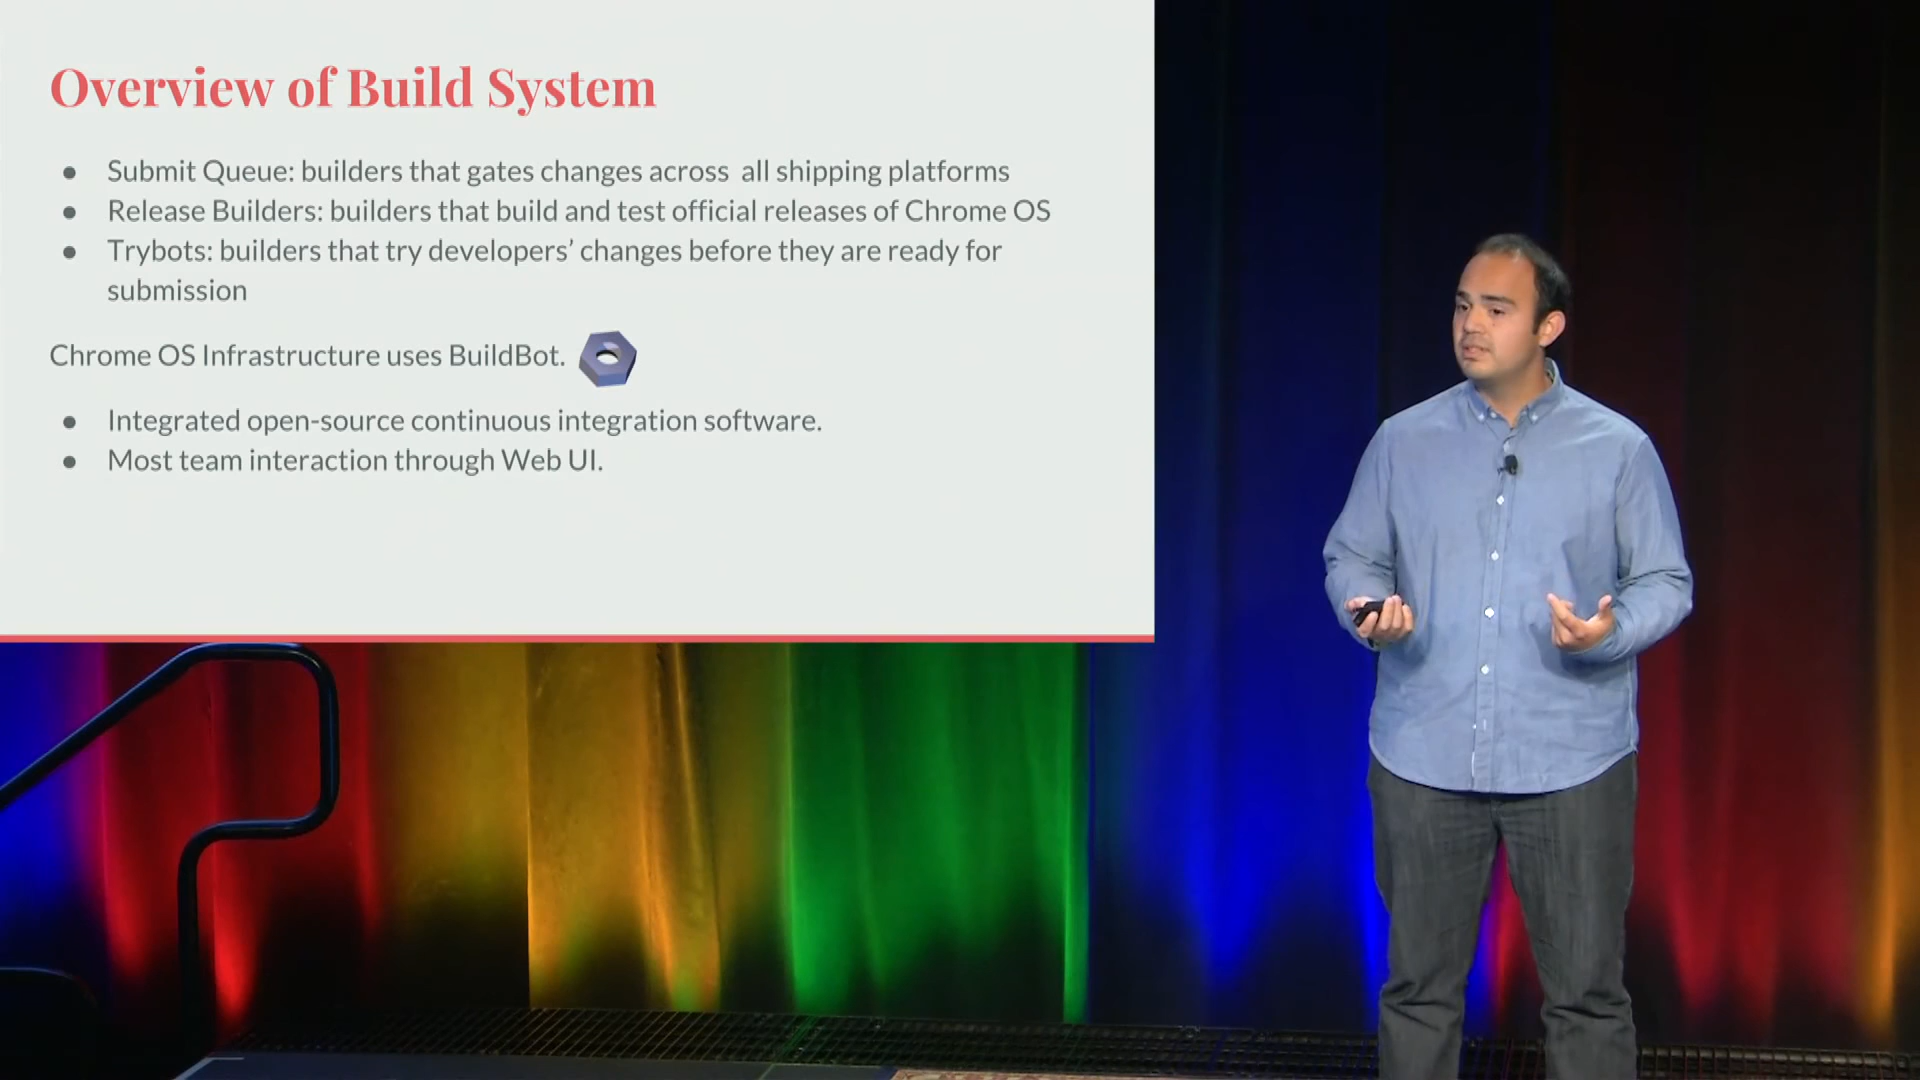 Overview of Build System
● Submit Queue: builders that gates changes across  all shipping platforms
● Release Builders: builders that build and test official releases of Chrome OS
● Trybots: builders that try developers’ changes before they are ready for
submission
Chrome OS Infrastructure uses BuildBot.
● Integrated open-source continuous integration software.
● Most team interaction through Web UI.